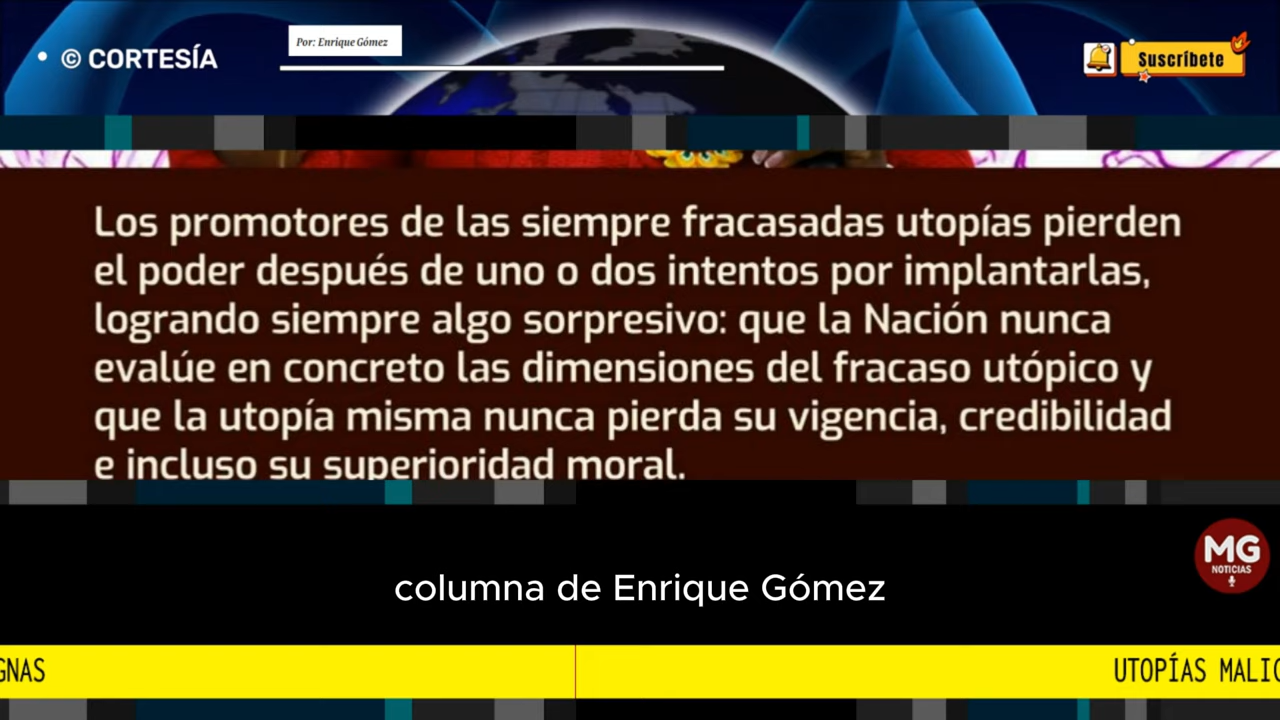 • © CORTESÍA
Por: Enrique Gómez
Suscríbete
Los promotores de las siempre fracasadas utopías pierden
el poder después de uno o dos intentos por implantarlas,
logrando siempre algo sorpresivo: que la Nación nunca
evalúe en concreto las dimensiones del fracaso utópico y
que la utopía misma nunca pierda su vigencia, credibilidad
e incluso su superioridad moral.
MG
NOTICIAS
columna de Enrique Gómez
GNAS
UTOPÍAS MALIG